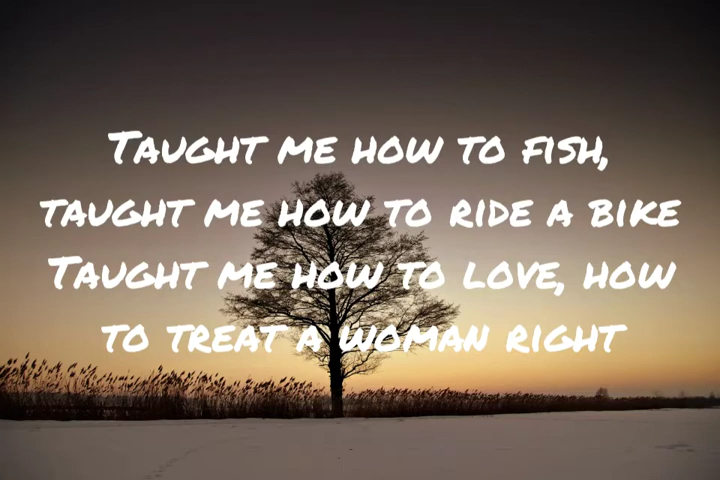 Taught me how to fish,
taught me how to ride a bike
Taught me how to love, how
to treat a woman right